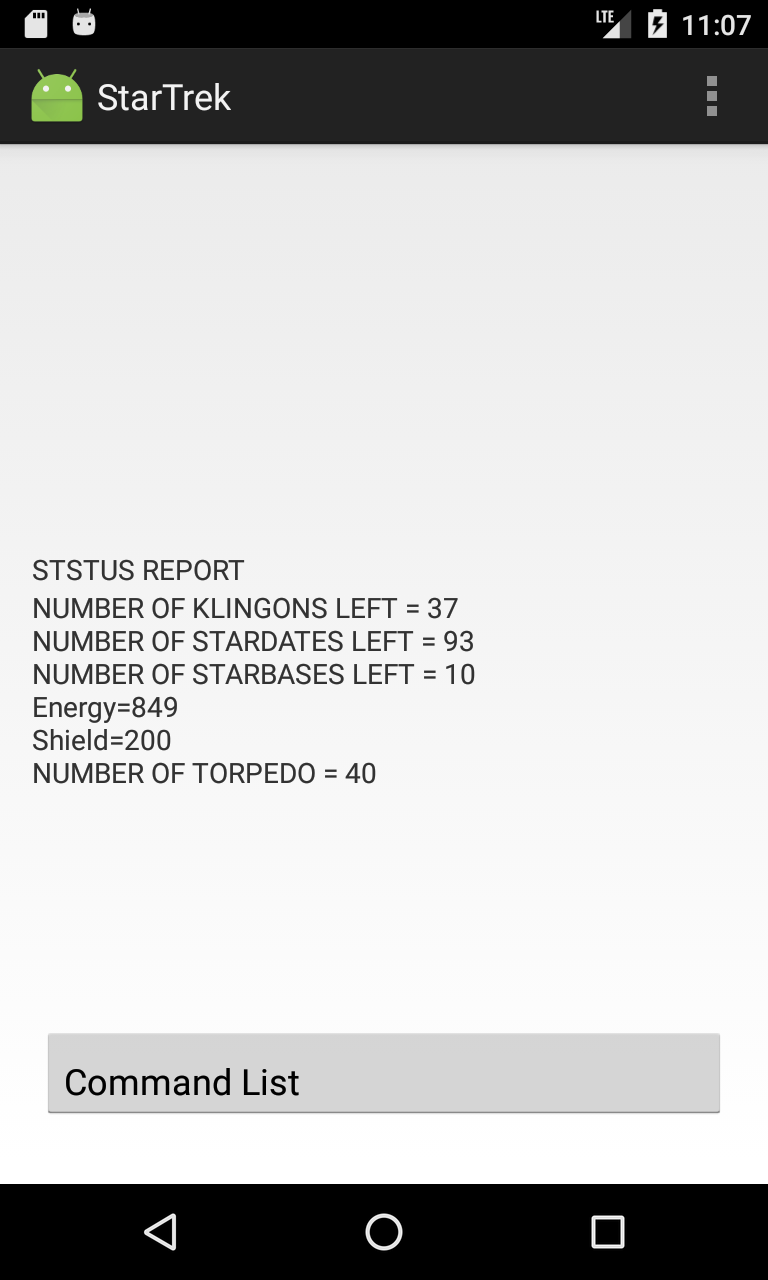 LTE 11:07
StarTrek
STSTUS REPORT
NUMBER OF KLINGONS LEFT = 37
NUMBER OF STARDATES LEFT = 93
NUMBER OF STARBASES LEFT = 10
Energy=849
Shield=200
NUMBER OF TORPEDO = 40
Command List